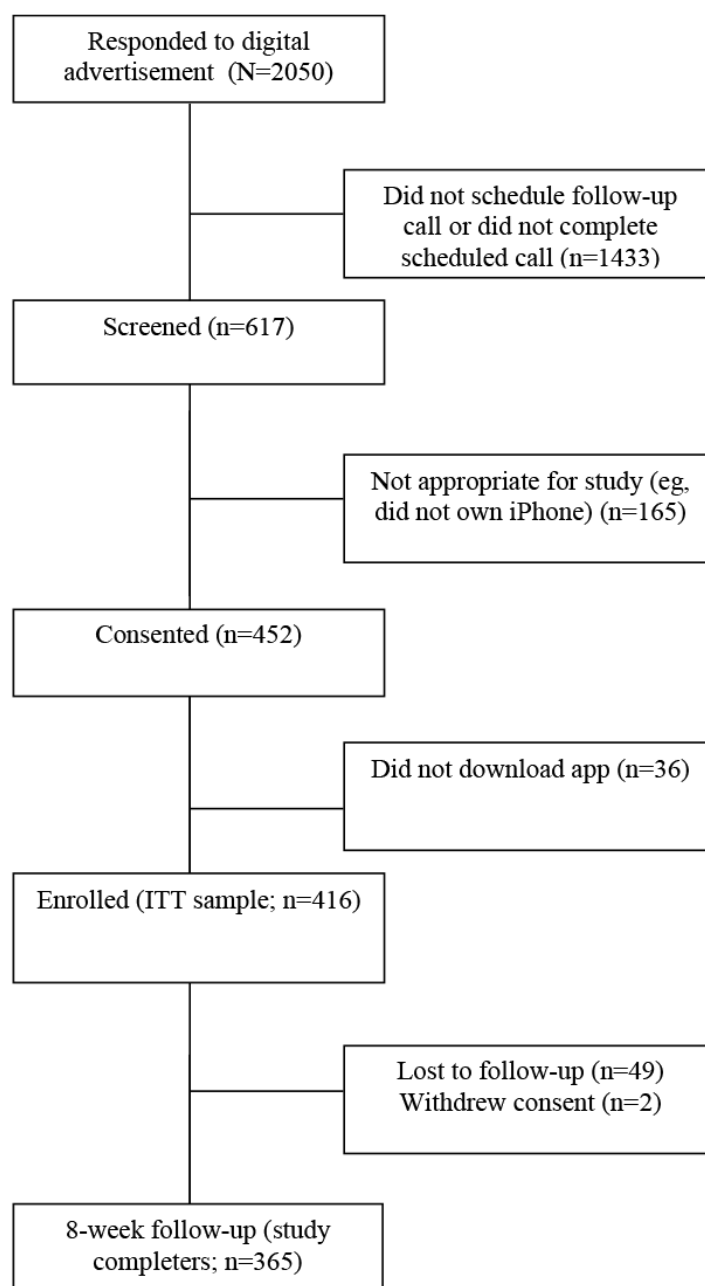 Responded to digital
advertisement (N=2050)
Did not schedule follow-up
call or did not complete
scheduled call (n=1433)
Screened (n=617)
Not appropriate for study (eg,
did not own iPhone) (n=165)
Consented (n=452)
Did not download app (n=36)
Enrolled (ITT sample; n=416)
Lost to follow-up (n=49)
Withdrew consent (n=2)
8-week follow-up (study
completers; n=365)